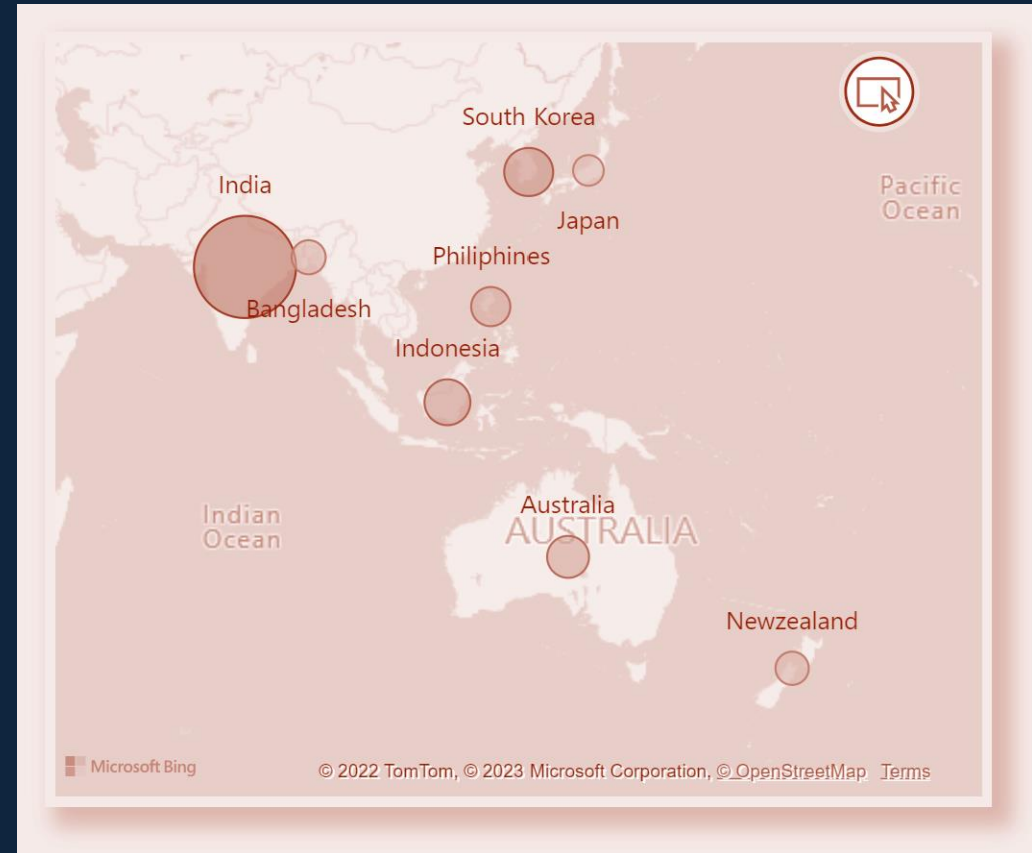 South Korea
India
Pacific
Ocean
Japan
Philiphines
Bangladesh
Indonesia
Australia
AUSTRALIA
Indian
Ocean
Newzealand
Microsoft Bing
© 2022 TomTom, © 2023 Microsoft Corporation, © OpenStreetMap Terms